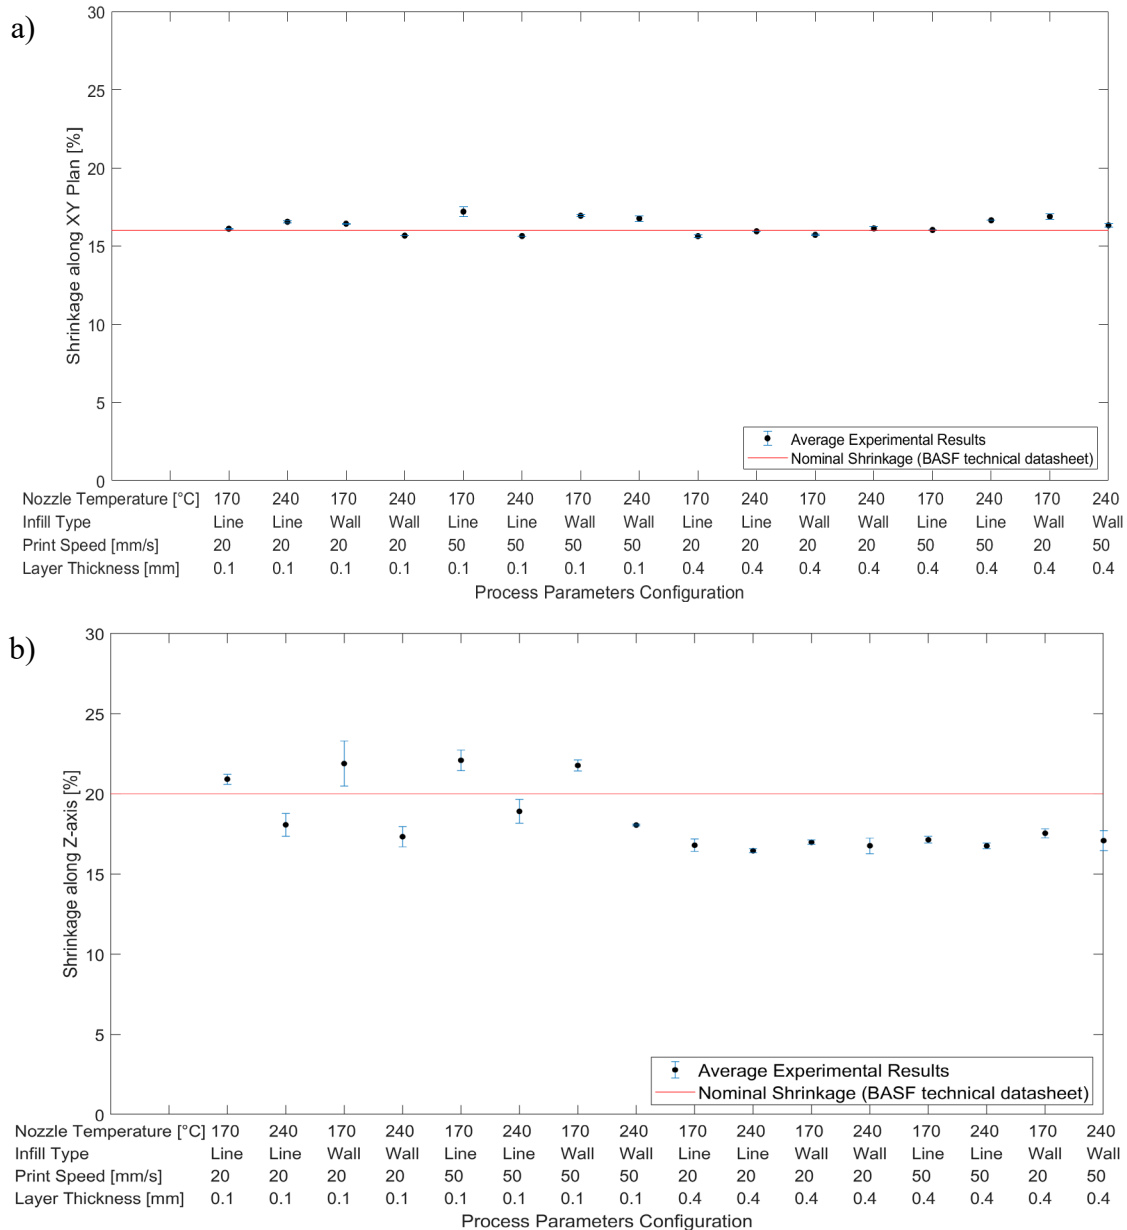 a)
30
25
20
15
10
5
0
Shrinkage along XY Plan [%]
Average Experimental Results
Nominal Shrinkage (BASF technical datasheet)
Nozzle Temperature [°C] 170 240 170 240 170 240 170 240 170 240 170 240 170 240 170 240
Infill Type Line Line Wall Wall Line Line Wall Wall Line Line Wall Wall Line Line Wall Wall
Print Speed [mm/s] 20 20 20 20 50 50 50 50 20 20 20 20 50 50 20 50
Layer Thickness [mm] 0.1 0.1 0.1 0.1 0.1 0.1 0.1 0.1 0.4 0.4 0.4 0.4 0.4 0.4 0.4 0.4
Process Parameters Configuration
b)
30
25
20
15
10
5
0
Shrinkage along Z-axis [%]
Average Experimental Results
Nominal Shrinkage (BASF technical datasheet)
Nozzle Temperature [°C] 170 240 170 240 170 240 170 240 170 240 170 240 170 240 170 240
Infill Type Line Line Wall Wall Line Line Wall Wall Line Line Wall Wall Line Line Wall Wall
Print Speed [mm/s] 20 20 20 20 50 50 50 50 20 20 20 20 50 50 20 50
Layer Thickness [mm] 0.1 0.1 0.1 0.1 0.1 0.1 0.1 0.1 0.4 0.4 0.4 0.4 0.4 0.4 0.4 0.4
Process Parameters Configuration